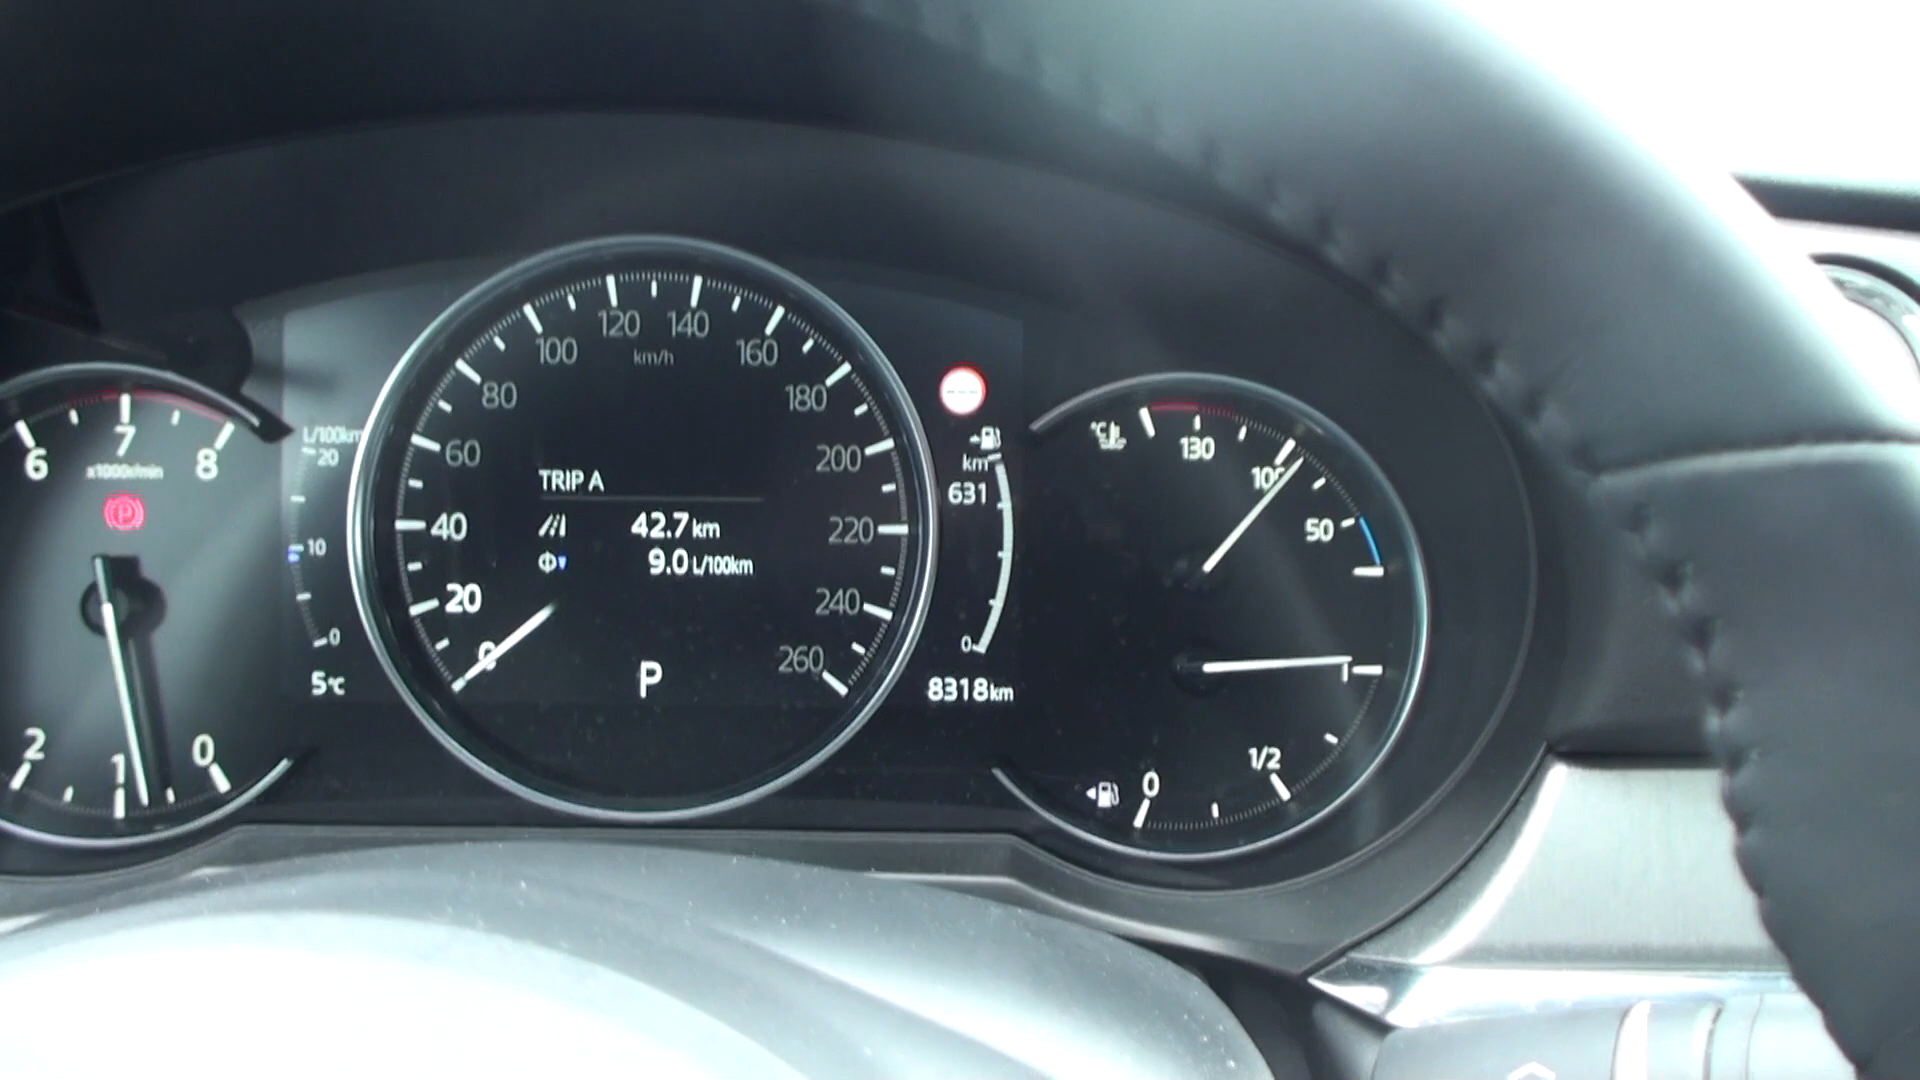 6 7 8
x1000r/min
P
2 1 0
L/100km
20
10
0
5°C
0 20 40 60 80 100 120 140 160 180 200 220 240 260
km/h
TRIP A
42.7 km
9.0 L/100km
P
km
631
0
8318km
°C
130
100
50
1
1/2
0